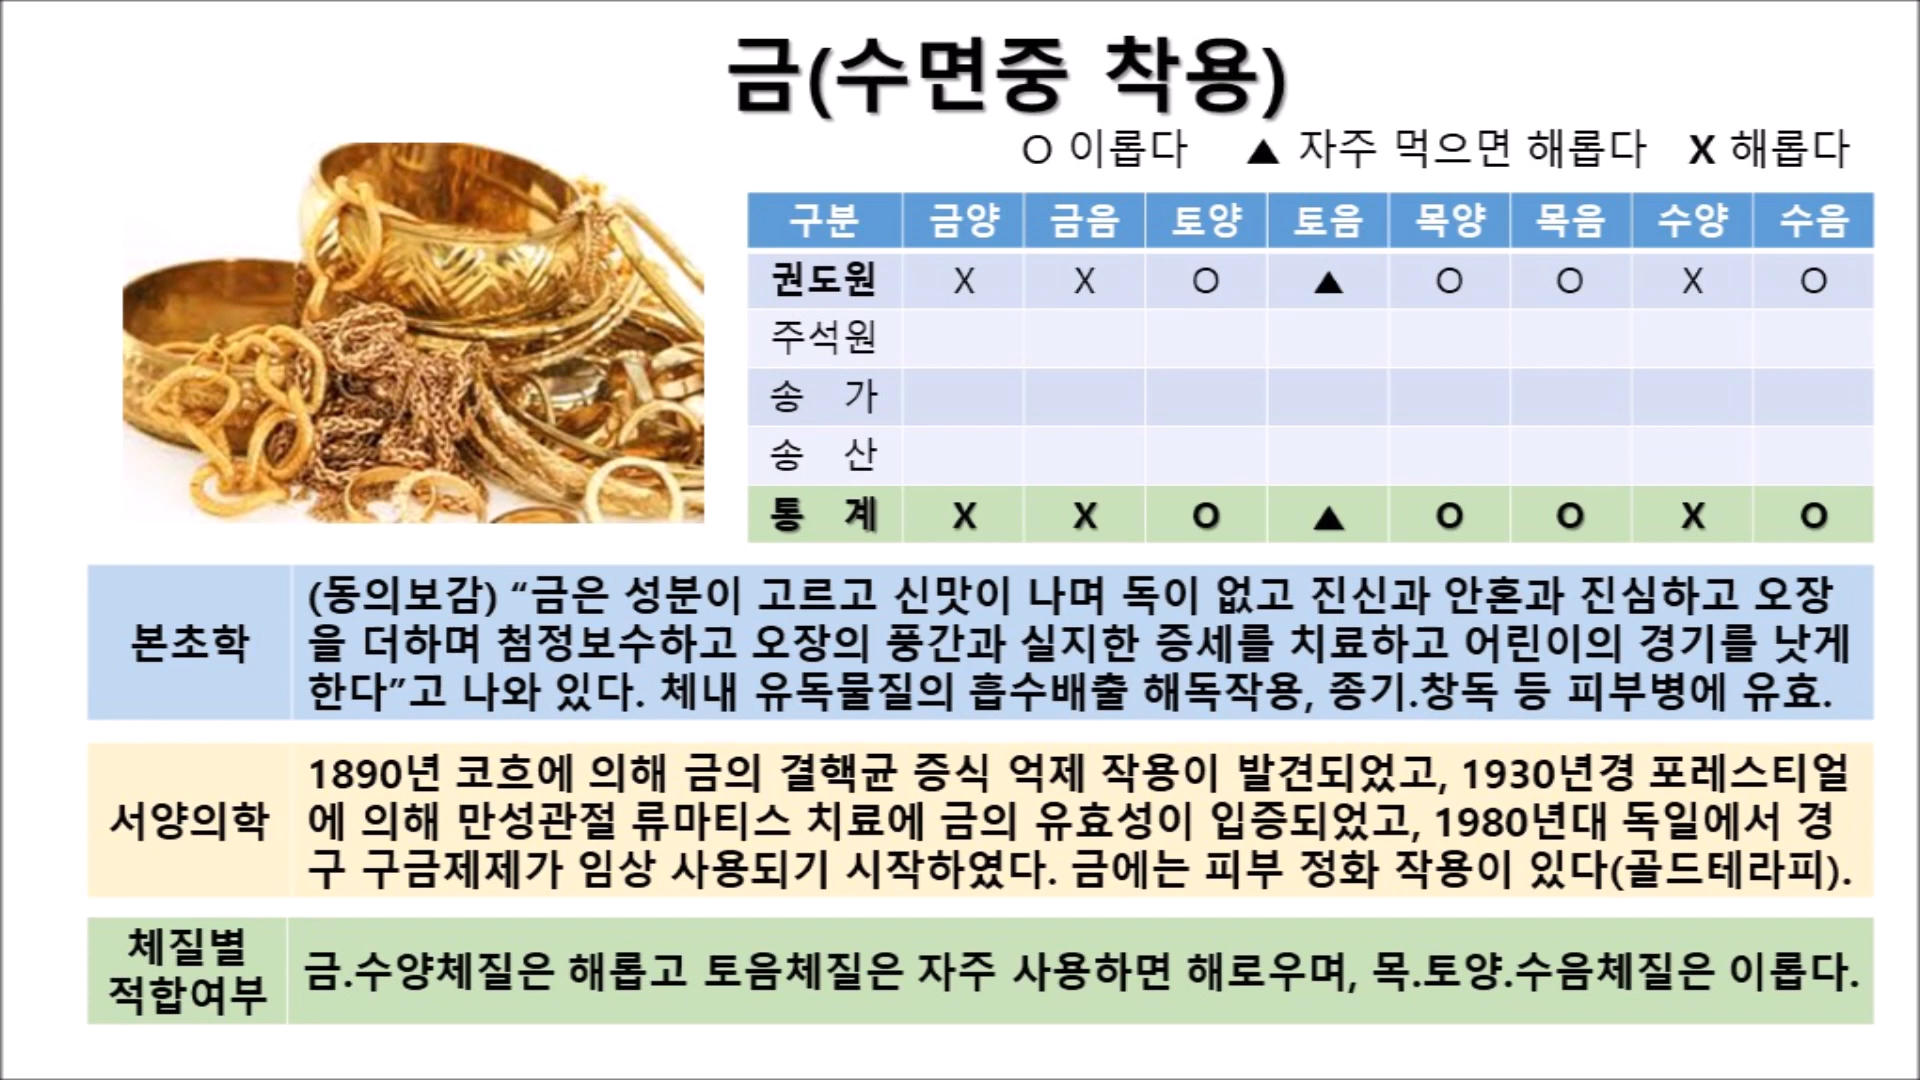 금(수면중 착용)
O 이롭다 ▲ 자주 먹으면 해롭다 X 해롭다
구분 금양 금음 토양 토음 목양 목음 수양 수음
권도원 X X O ▲ O O X O
주석원
송 가
송 산
통 계 X X O ▲ O O X O
본초학
(동의보감) “금은 성분이 고르고 신맛이 나며 독이 없고 진신과 안혼과 진심하고 오장
을 더하며 첨정보수하고 오장의 풍간과 실지한 증세를 치료하고 어린이의 경기를 낫게
한다”고 나와 있다. 체내 유독물질의 흡수배출 해독작용, 종기.창독 등 피부병에 유효.
서양의학
1890년 코흐에 의해 금의 결핵균 증식 억제 작용이 발견되었고, 1930년경 포레스티얼
에 의해 만성관절 류마티스 치료에 금의 유효성이 입증되었고, 1980년대 독일에서 경
구 구금제제가 임상 사용되기 시작하였다. 금에는 피부 정화 작용이 있다(골드테라피).
체질별
적합여부
금.수양체질은 해롭고 토음체질은 자주 사용하면 해로우며, 목.토양.수음체질은 이롭다.